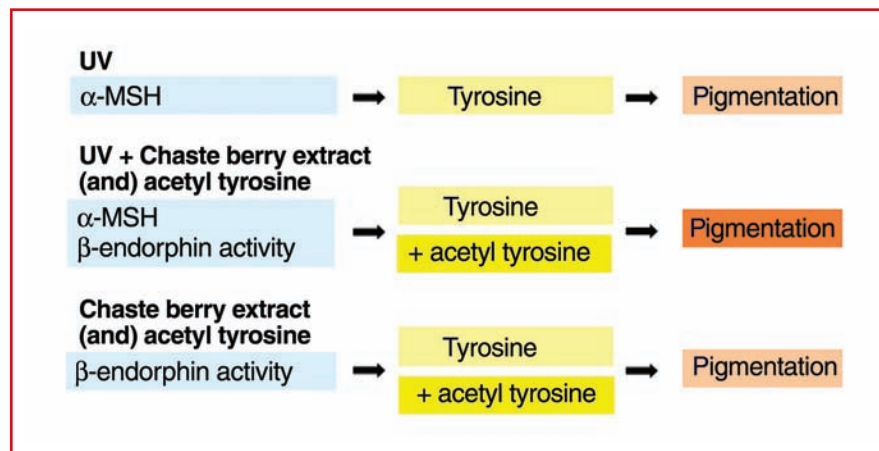 UV
α-MSH
Tyrosine
Pigmentation
UV + Chaste berry extract
(and) acetyl tyrosine
α-MSH
β-endorphin activity
Tyrosine
+ acetyl tyrosine
Pigmentation
Chaste berry extract
(and) acetyl tyrosine
β-endorphin activity
Tyrosine
+ acetyl tyrosine
Pigmentation